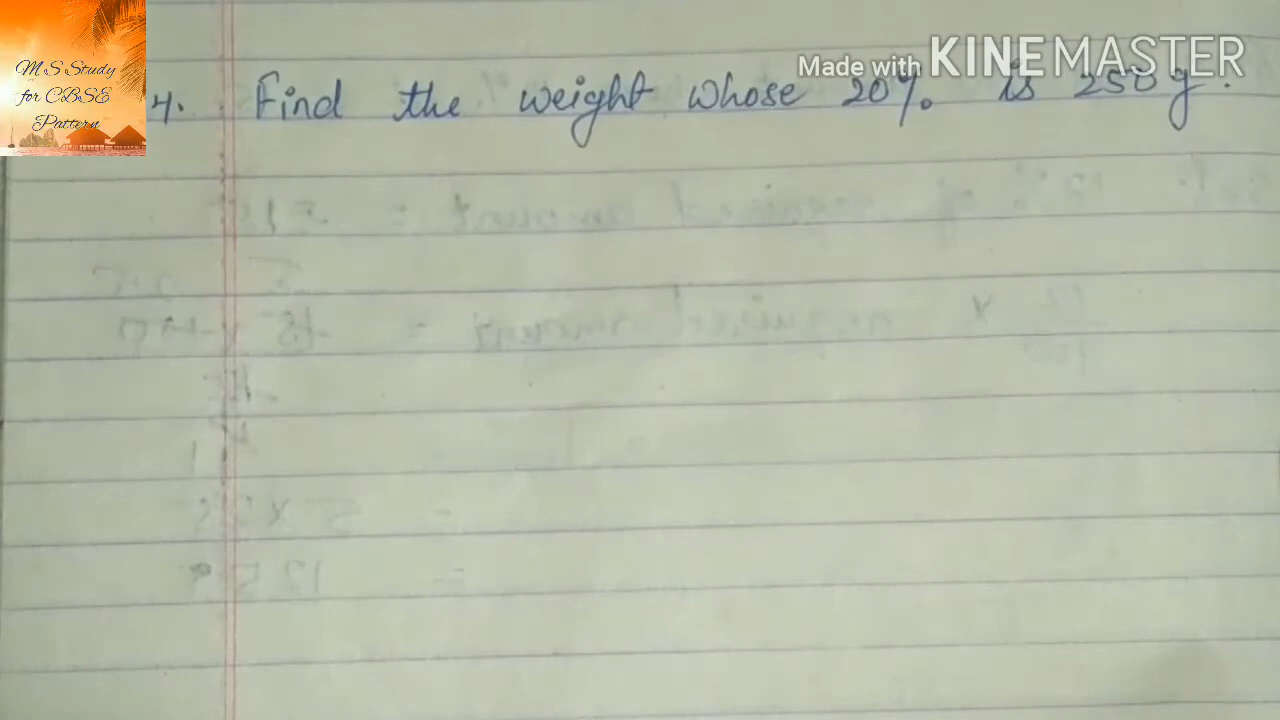 M.S Study
for CBSE
Pattern
Made with KINEMASTER
4. Find the weight whose 20% is 250g.